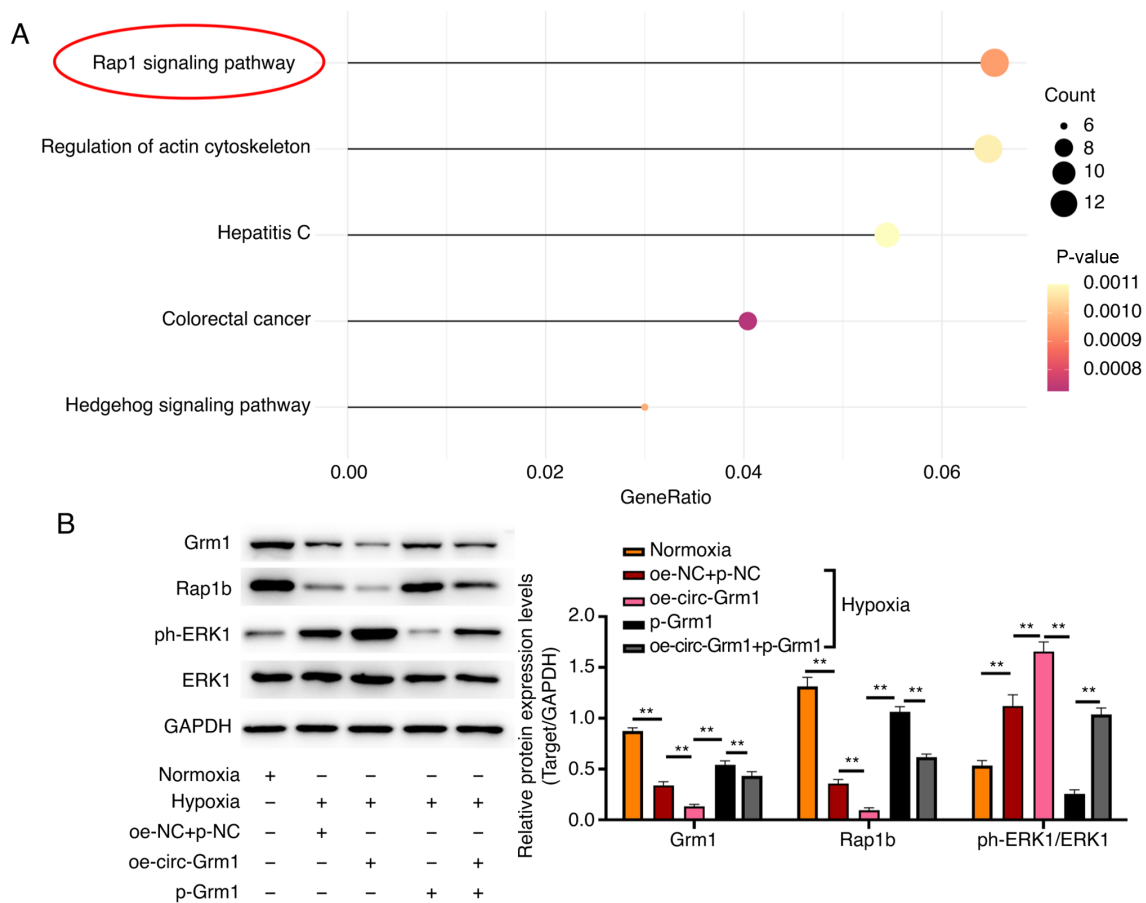 A
Rap1 signaling pathway
Regulation of actin cytoskeleton
Hepatitis C
Colorectal cancer
Hedgehog signaling pathway
0.00 0.02 0.04 0.06
GeneRatio
Count
6
8
10
12
P-value
0.0011
0.0010
0.0009
0.0008
B
Grm1
Rap1b
ph-ERK1
ERK1
GAPDH
Normoxia + – – – –
Hypoxia – + + + +
oe-NC+p-NC – + – – –
oe-circ-Grm1 – – + – +
p-Grm1 – – – + +
Normoxia
oe-NC+p-NC
oe-circ-Grm1
p-Grm1
oe-circ-Grm1+p-Grm1
Hypoxia
Relative protein expression levels
(Target/GAPDH)
2.0
1.5
1.0
0.5
0.0
** ** ** **
** ** ** **
** ** ** **
Grm1 Rap1b ph-ERK1/ERK1